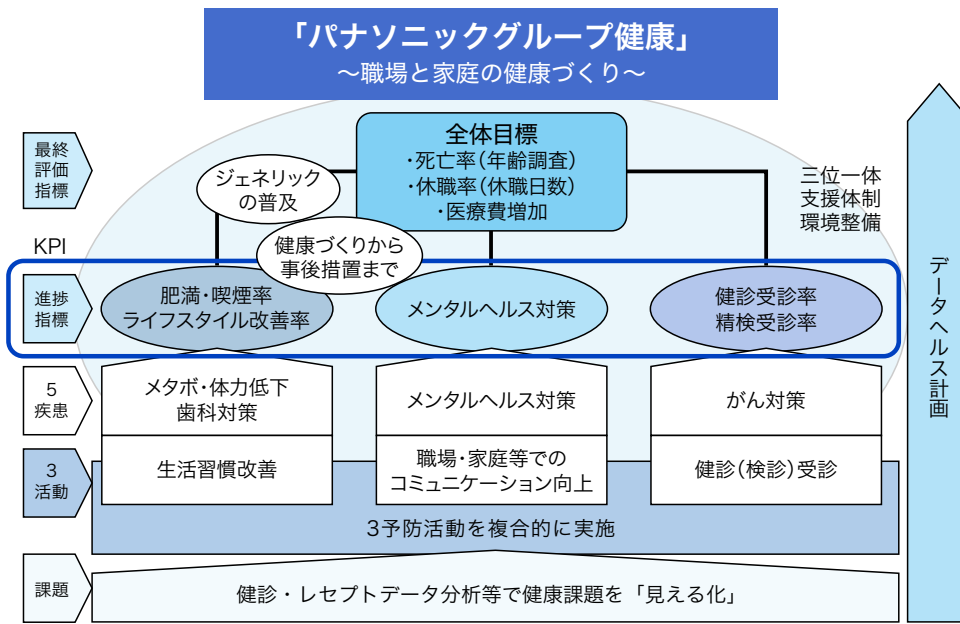 「パナソニックグループ健康」
～職場と家庭の健康づくり～
最終
評価
指標
全体目標
・死亡率(年齢調査)
・休職率(休職日数)
・医療費増加
ジェネリック
の普及
健康づくりから
事後措置まで
三位一体
支援体制
環境整備
KPI
進捗
指標
肥満・喫煙率
ライフスタイル改善率
メンタルヘルス対策
健診受診率
精検受診率
5
疾患
メタボ・体力低下
歯科対策
メンタルヘルス対策
がん対策
3
活動
生活習慣改善
職場・家庭等での
コミュニケーション向上
健診(検診)受診
3予防活動を複合的に実施
課題
健診・レセプトデータ分析等で健康課題を「見える化」
データヘルス計画